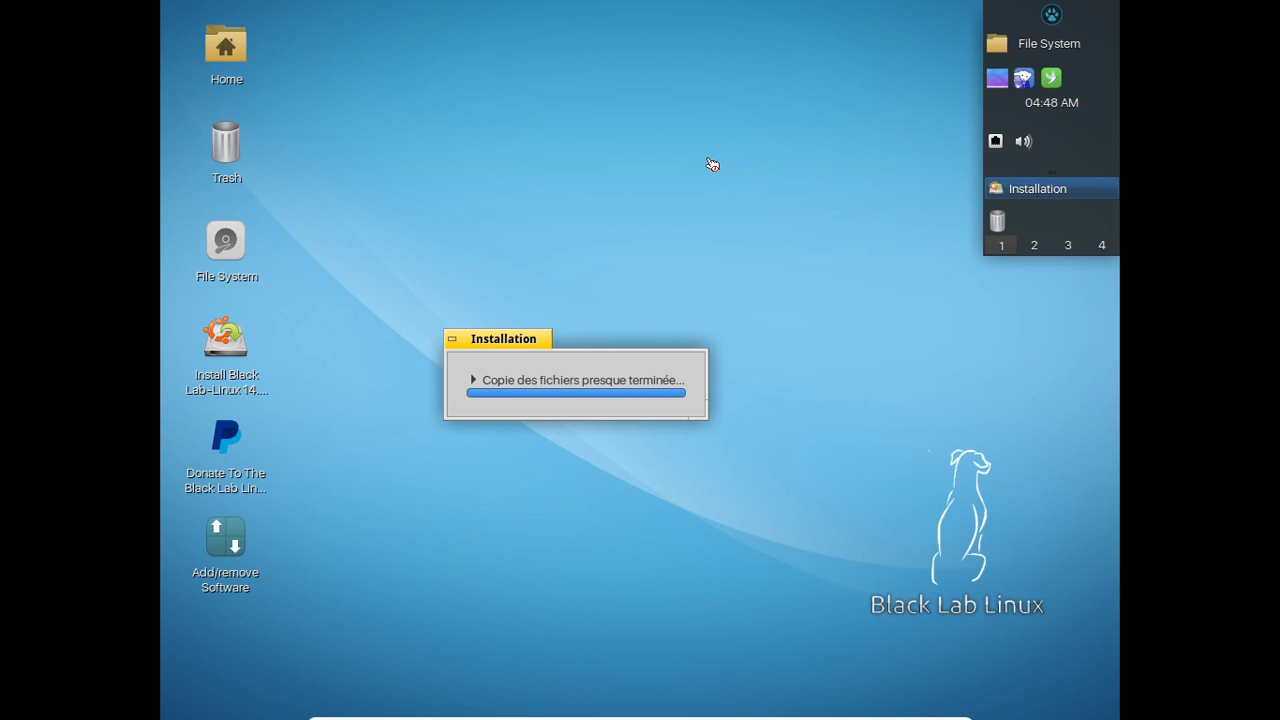 Home
Trash
File System
Install Black
Lab-Linux 14....
Donate To The
Black Lab Lin...
Add/remove
Software
Installation
Copie des fichiers presque terminée...
File System
04:48 AM
Installation
1 2 3 4
Black Lab Linux